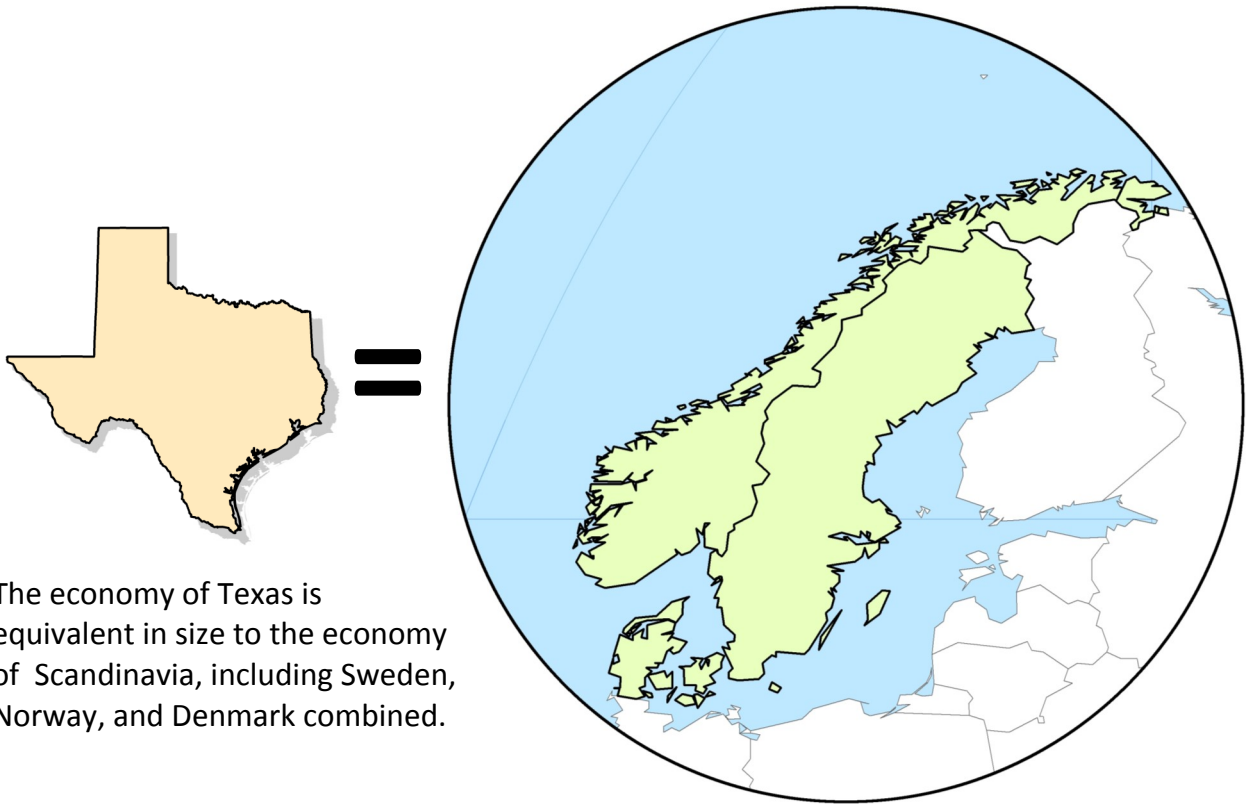 The economy of Texas is
equivalent in size to the economy
of  Scandinavia, including Sweden,
Norway, and Denmark combined.